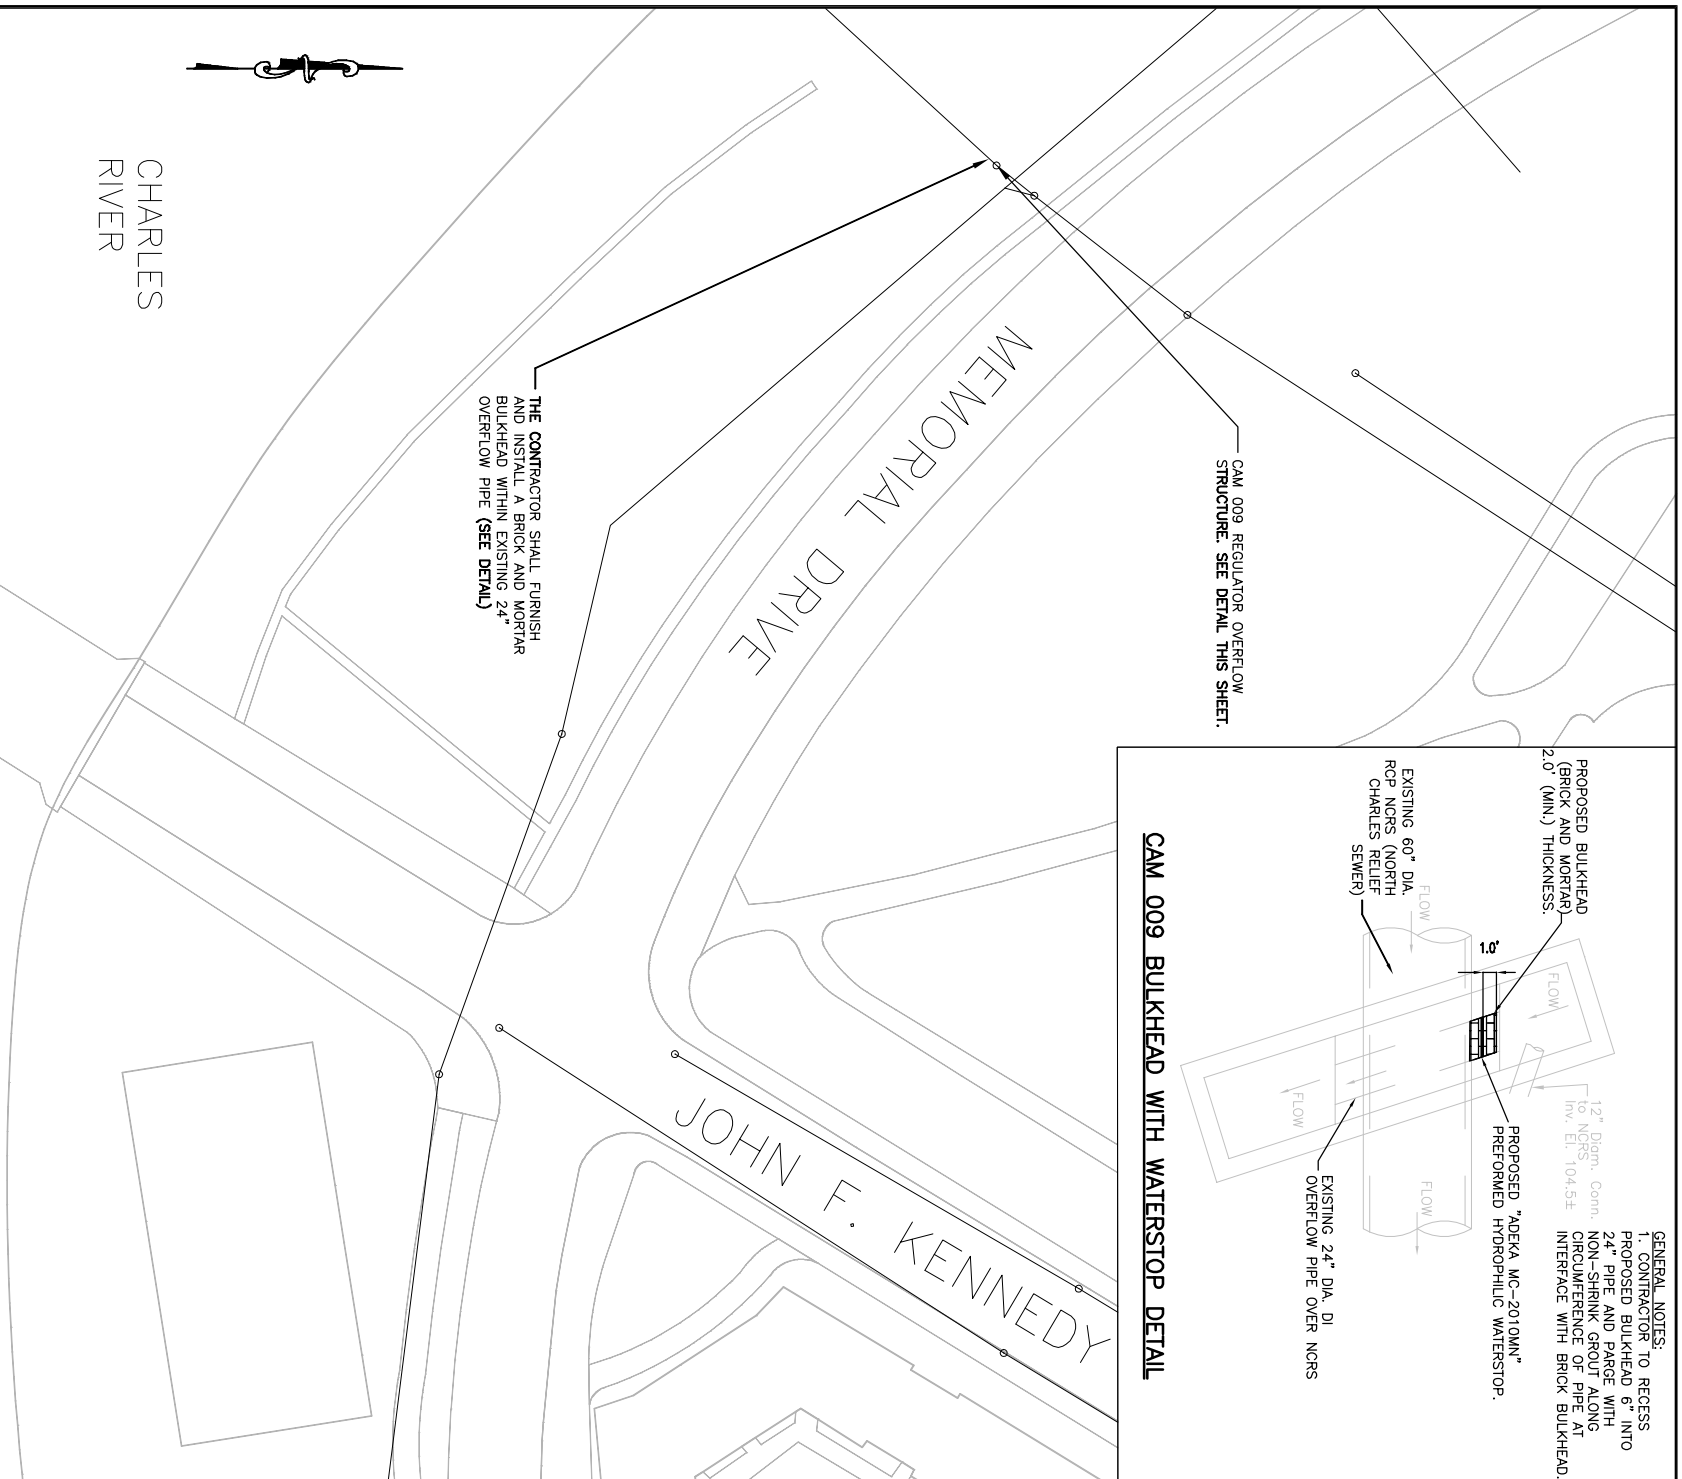 GENERAL NOTES:
1. CONTRACTOR TO RECESS
PROPOSED BULKHEAD 6" INTO
24" PIPE AND PARGE WITH
NON-SHRINK GROUT ALONG
CIRCUMFERENCE OF PIPE AT
INTERFACE WITH BRICK BULKHEAD.
PROPOSED BULKHEAD
(BRICK AND MORTAR)
2.0' (MIN.) THICKNESS.
12" Diam. Conn.
to NCRS
Inv. El. 104.5±
FLOW
PROPOSED "ADEKA MC-2010MN"
PREFORMED HYDROPHILIC WATERSTOP.
1.0'
EXISTING 60" DIA.
RCP NCRS (NORTH
CHARLES RELIEF
SEWER)
FLOW
FLOW
FLOW
EXISTING 24" DIA. DI
OVERFLOW PIPE OVER NCRS
CAM 009 BULKHEAD WITH WATERSTOP DETAIL
CAM 009 REGULATOR OVERFLOW
STRUCTURE. SEE DETAIL THIS SHEET.
MEMORIAL DRIVE
JOHN F. KENNEDY
THE CONTRACTOR SHALL FURNISH
AND INSTALL A BRICK AND MORTAR
BULKHEAD WITHIN EXISTING 24"
OVERFLOW PIPE (SEE DETAIL)
CHARLES
RIVER